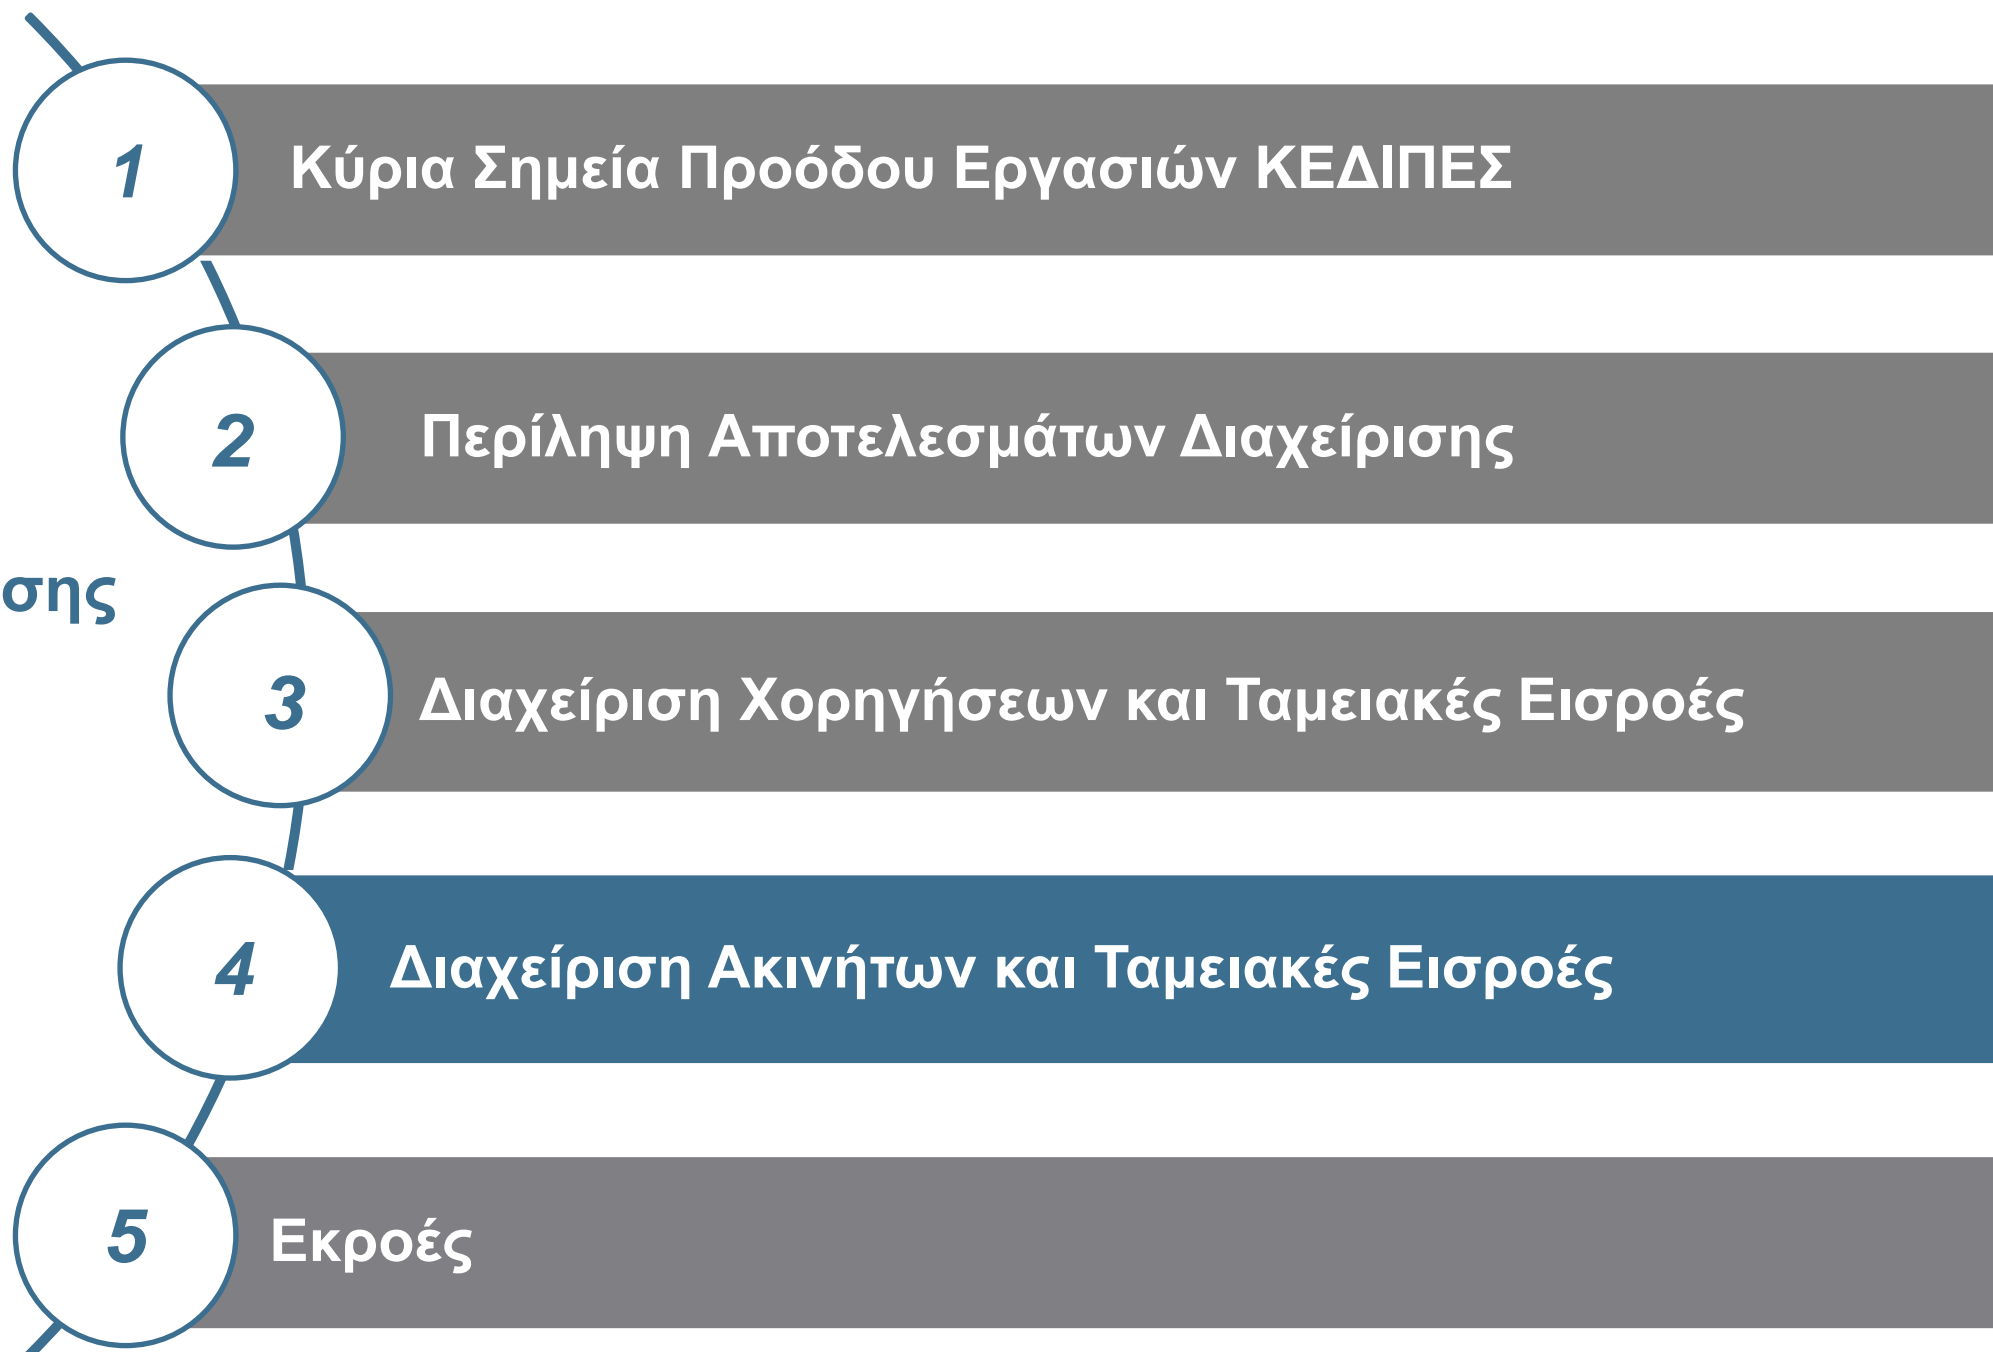 1
Κύρια Σημεία Προόδου Εργασιών ΚΕΔΙΠΕΣ
2
Περίληψη Αποτελεσμάτων Διαχείρισης
σης
3
Διαχείριση Χορηγήσεων και Ταμειακές Εισροές
4
Διαχείριση Ακινήτων και Ταμειακές Εισροές
5
Εκροές